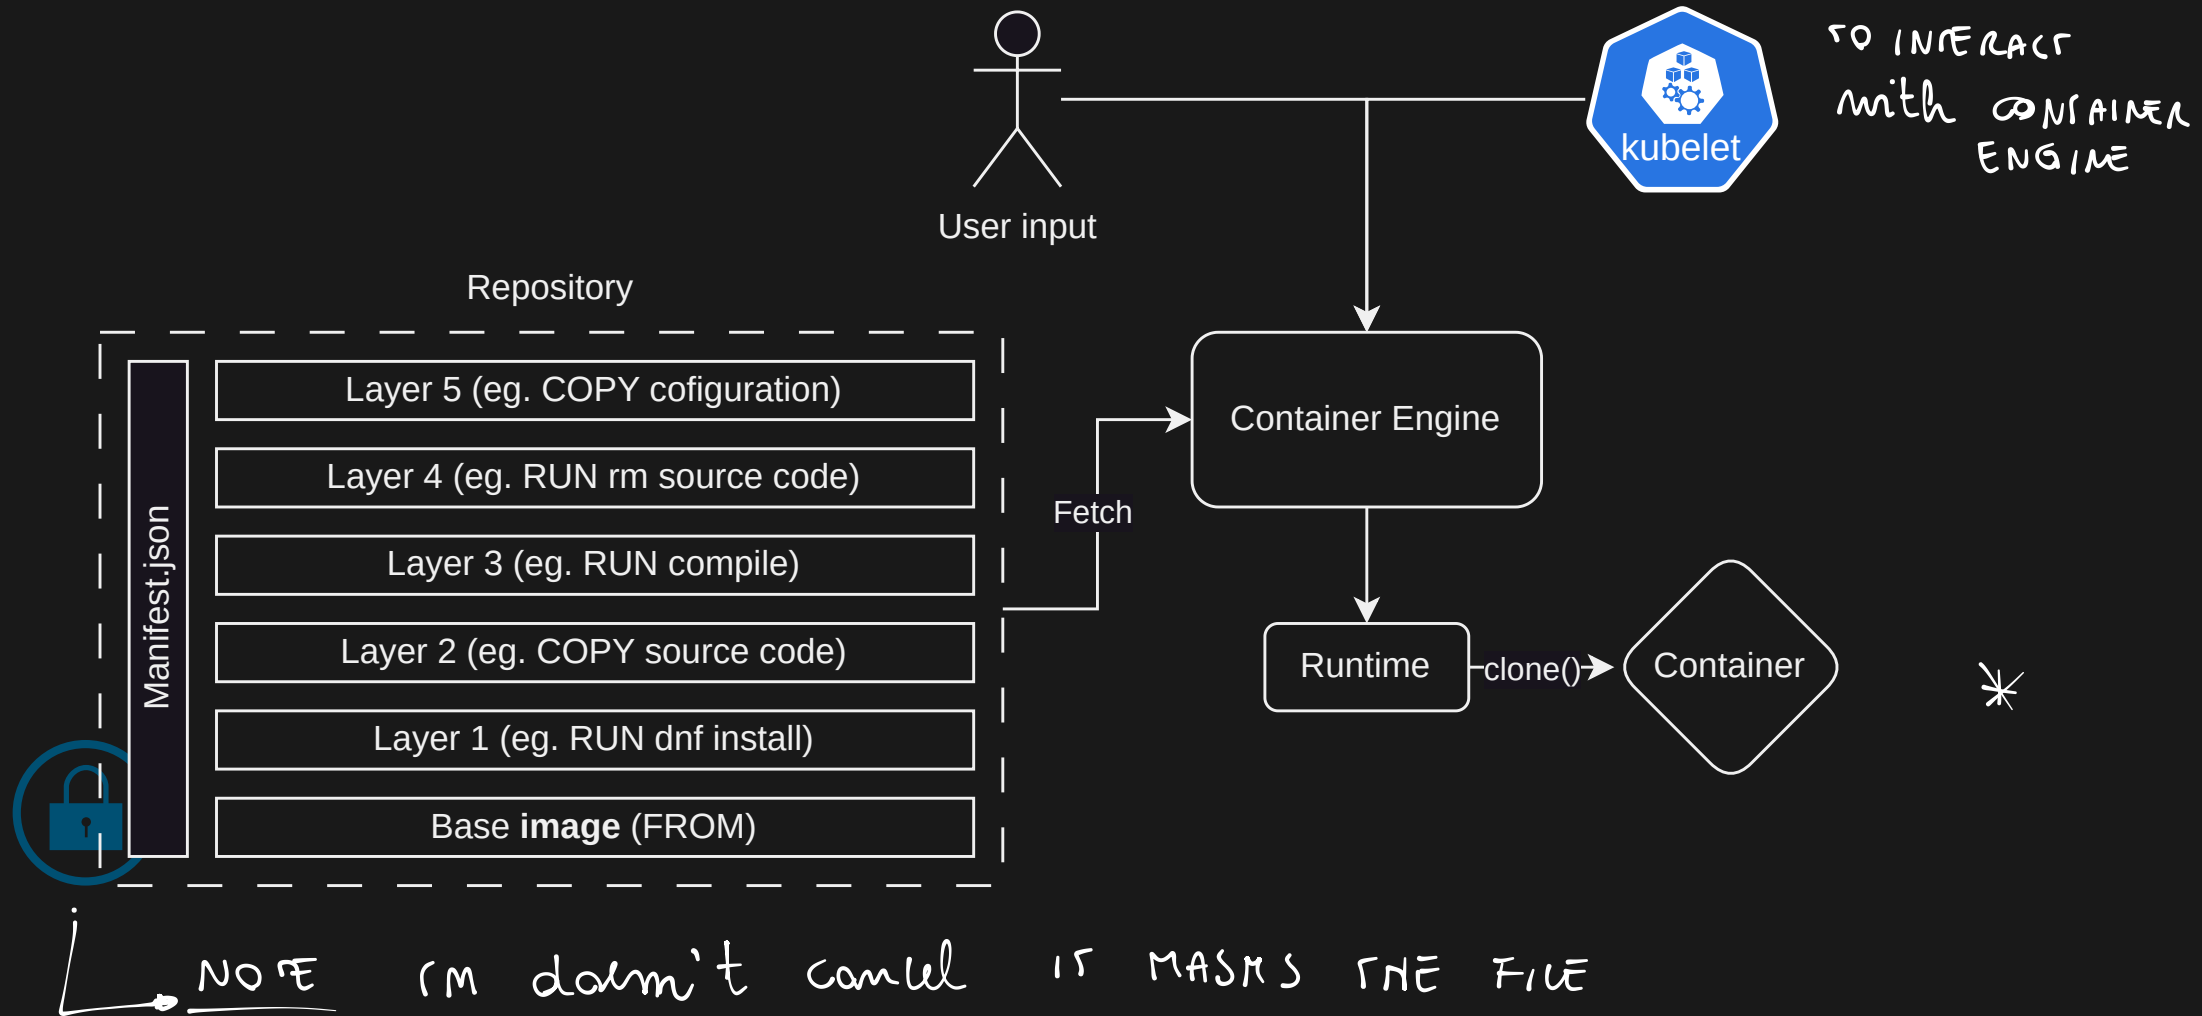 TO INTERACT
with CONTAINER
ENGINE
kubelet
User input
Repository
Manifest.json
Layer 5 (eg. COPY cofiguration)
Layer 4 (eg. RUN rm source code)
Layer 3 (eg. RUN compile)
Layer 2 (eg. COPY source code)
Layer 1 (eg. RUN dnf install)
Base image (FROM)
Fetch
Container Engine
Runtime
clone()
Container
NOTE rm doesn't cancel IT MASKS THE FILE